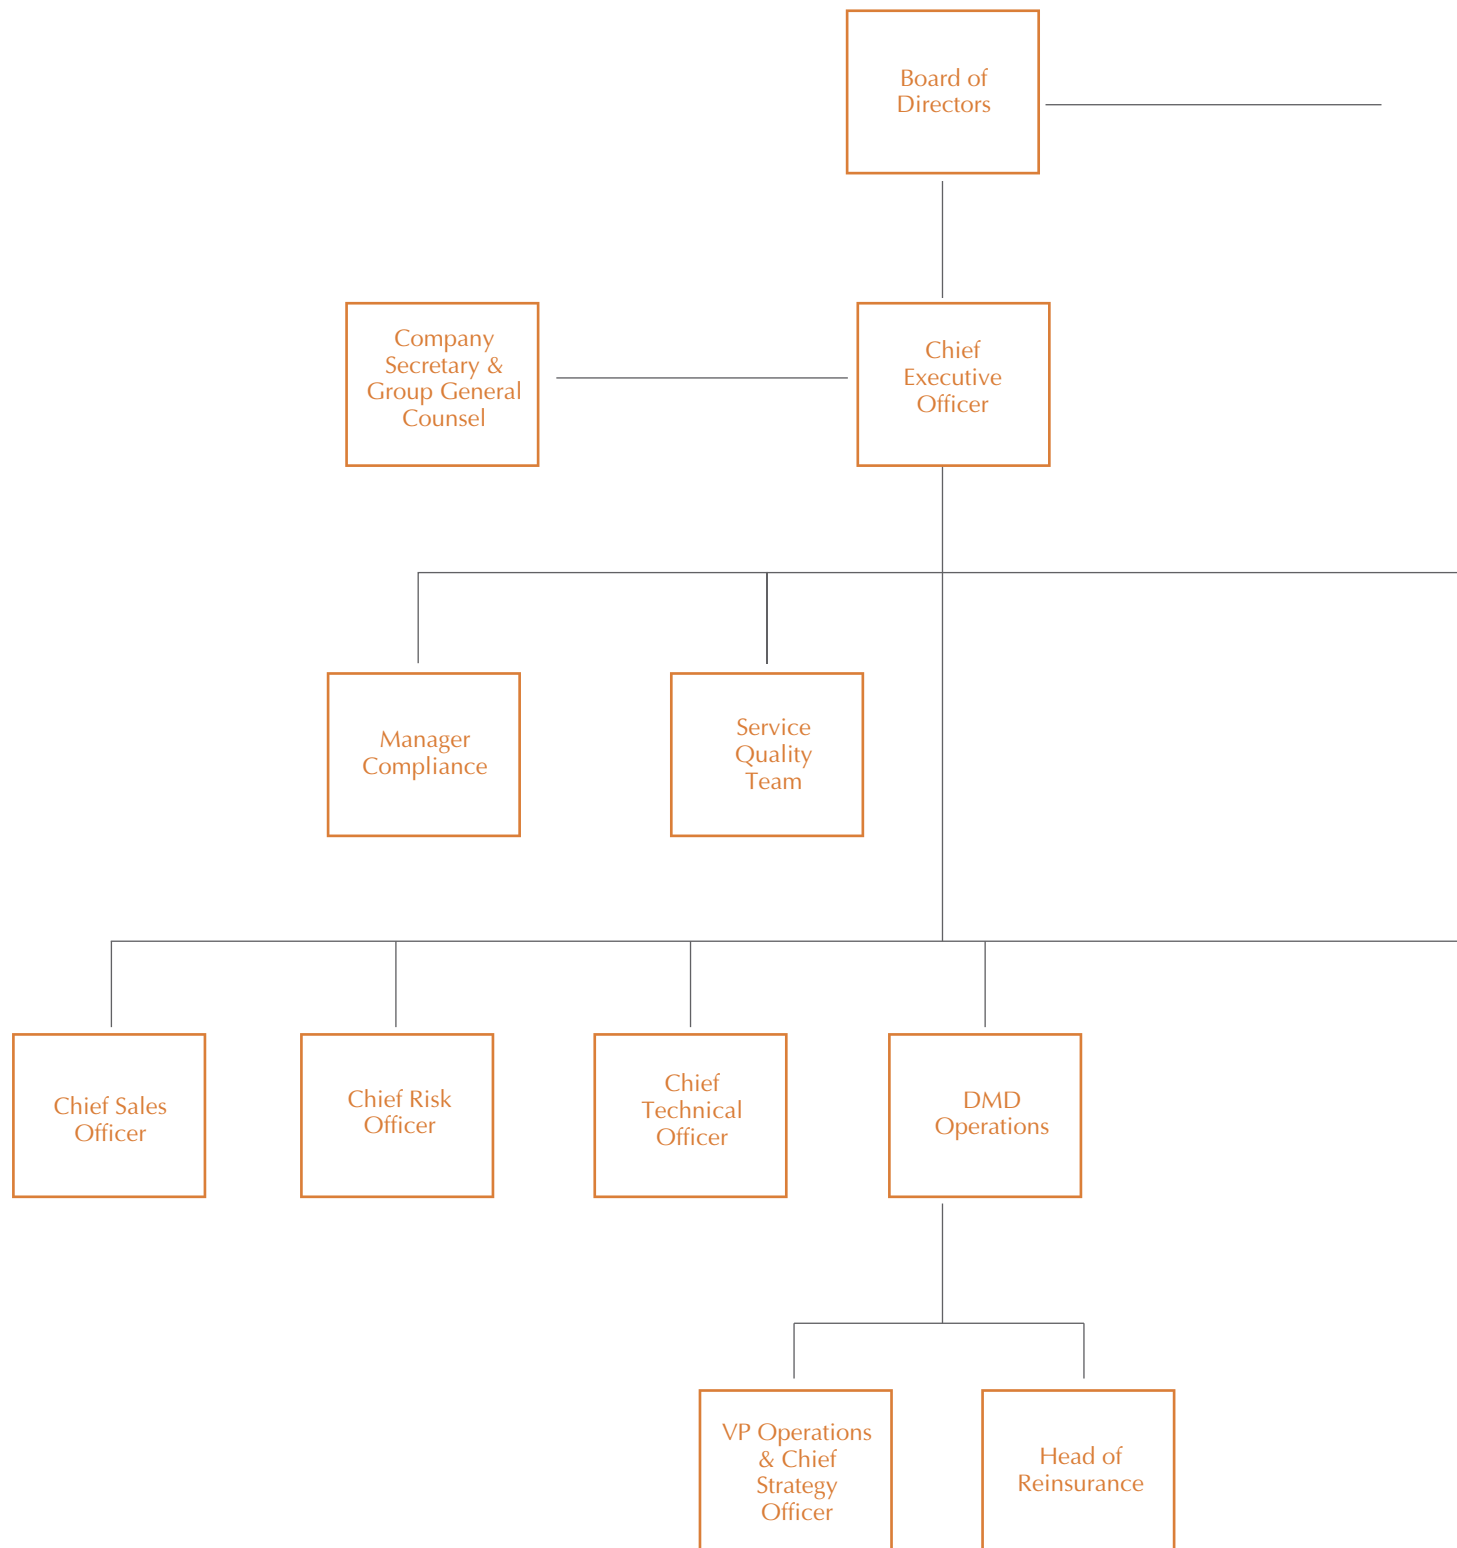 Board of
Directors
Company
Secretary &
Group General
Counsel
Chief
Executive
Officer
Manager
Compliance
Service
Quality
Team
Chief Sales
Officer
Chief Risk
Officer
Chief
Technical
Officer
DMD
Operations
VP Operations
& Chief
Strategy
Officer
Head of
Reinsurance